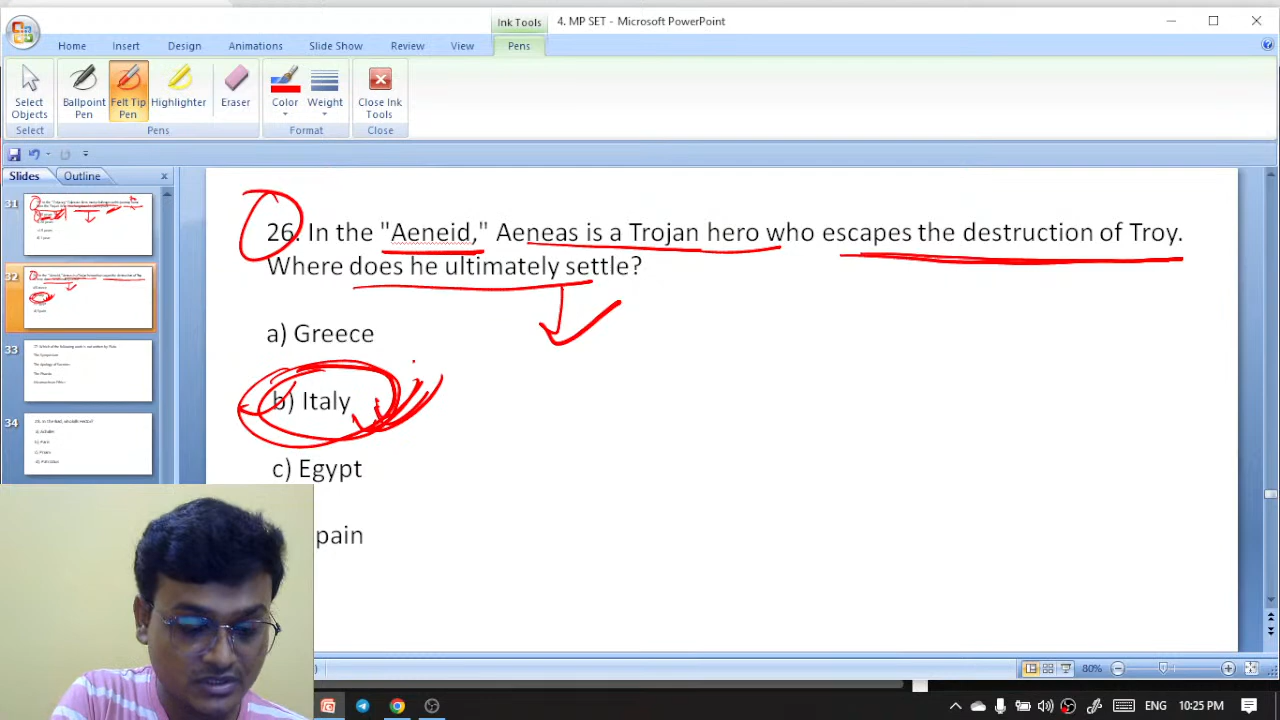 Ink Tools
4. MP SET - Microsoft PowerPoint
Home Insert Design Animations Slide Show Review View Pens
Select Objects
Ballpoint Pen
Felt Tip Pen
Highlighter
Eraser
Color
Weight
Close Ink Tools
Select
Pens
Format
Close
Slides Outline x
31
32
33
34
26. In the "Aeneid," Aeneas is a Trojan hero who escapes the destruction of Troy.
Where does he ultimately settle?
a) Greece
b) Italy
c) Egypt
pain
80%
10:25 PM